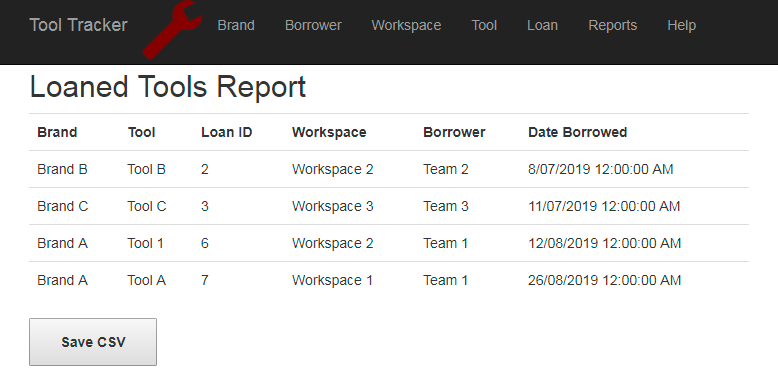 Tool Tracker Brand Borrower Workspace Tool Loan Reports Help
Loaned Tools Report
Brand Tool Loan ID Workspace Borrower Date Borrowed
Brand B Tool B 2 Workspace 2 Team 2 8/07/2019 12:00:00 AM
Brand C Tool C 3 Workspace 3 Team 3 11/07/2019 12:00:00 AM
Brand A Tool 1 6 Workspace 2 Team 1 12/08/2019 12:00:00 AM
Brand A Tool A 7 Workspace 1 Team 1 26/08/2019 12:00:00 AM
Save CSV